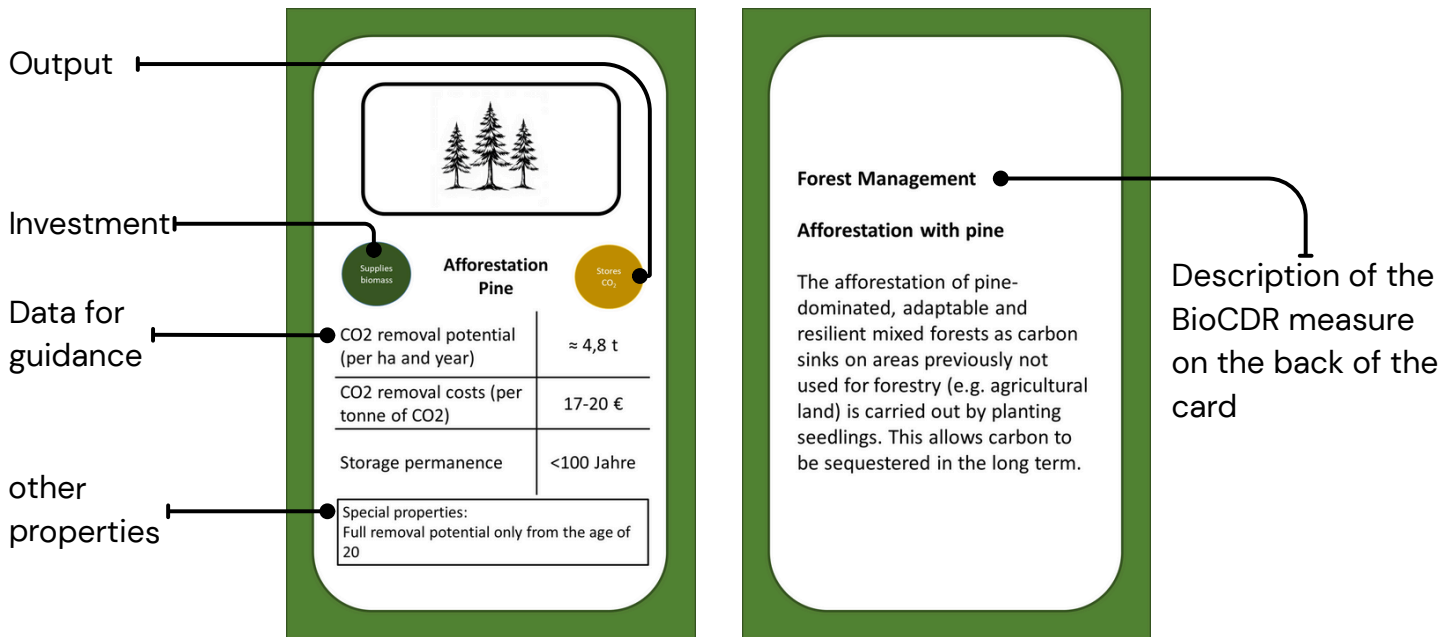 Output
Investment
Data for
guidance
other
properties
Supplies
biomass
Afforestation
Pine
Stores
CO₂
CO2 removal potential
(per ha and year)
≈ 4,8 t
CO2 removal costs (per
tonne of CO2)
17-20 €
Storage permanence
<100 Jahre
Special properties:
Full removal potential only from the age of
20
Forest Management
Afforestation with pine
The afforestation of pine-
dominated, adaptable and
resilient mixed forests as carbon
sinks on areas previously not
used for forestry (e.g. agricultural
land) is carried out by planting
seedlings. This allows carbon to
be sequestered in the long term.
Description of the
BioCDR measure
on the back of the
card